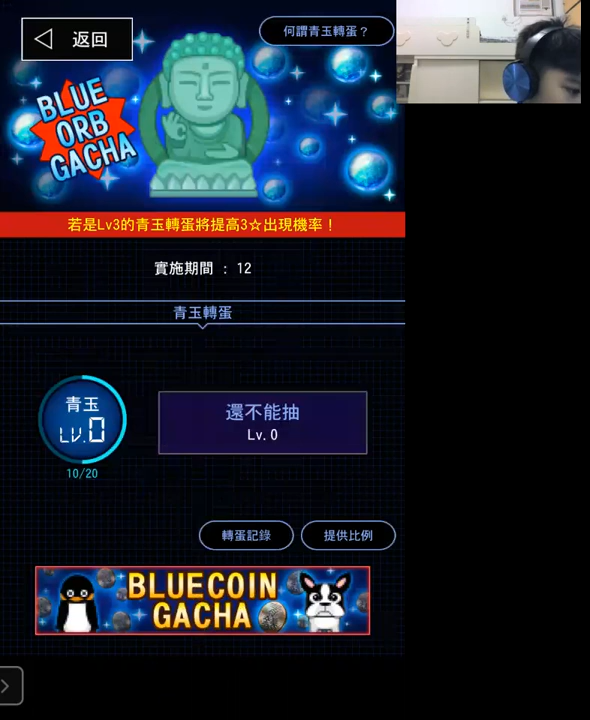 返回
何謂青玉轉蛋？
BLUE
ORB
GACHA
若是Lv3的青玉轉蛋將提高3☆出現機率！
實施期間 : 12
青玉轉蛋
青玉
LV.0
10/20
還不能抽
Lv.0
轉蛋記錄
提供比例
BLUECOIN
GACHA